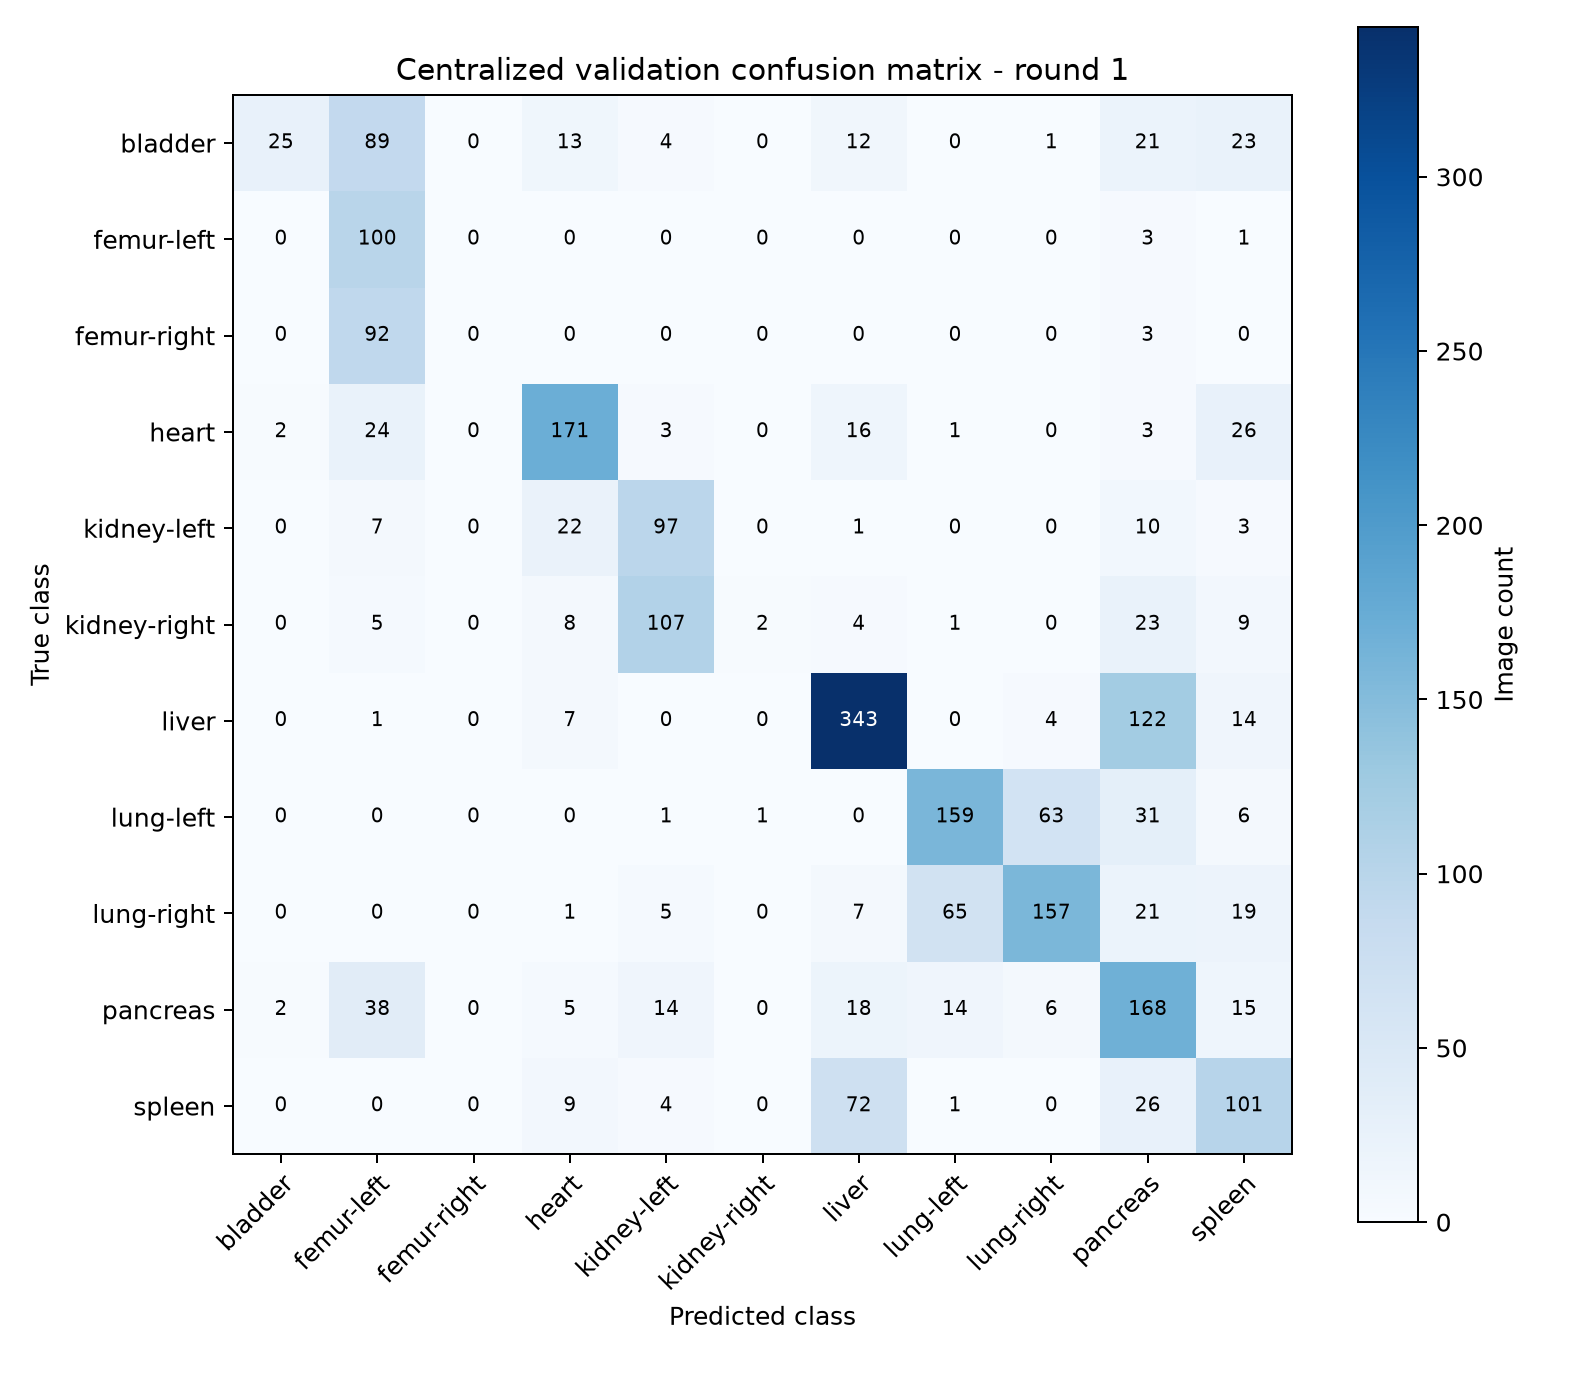 Centralized validation confusion matrix - round 1
bladder 25 89 0 13 4 0 12 0 1 21 23
femur-left 0 100 0 0 0 0 0 0 0 3 1
femur-right 0 92 0 0 0 0 0 0 0 3 0
heart 2 24 0 171 3 0 16 1 0 3 26
kidney-left 0 7 0 22 97 0 1 0 0 10 3
kidney-right 0 5 0 8 107 2 4 1 0 23 9
liver 0 1 0 7 0 0 343 0 4 122 14
lung-left 0 0 0 0 1 1 0 159 63 31 6
lung-right 0 0 0 1 5 0 7 65 157 21 19
pancreas 2 38 0 5 14 0 18 14 6 168 15
spleen 0 0 0 9 4 0 72 1 0 26 101
True class
bladder femur-left femur-right heart kidney-left kidney-right liver lung-left lung-right pancreas spleen
Predicted class
300
250
200
150
100
50
0
Image count